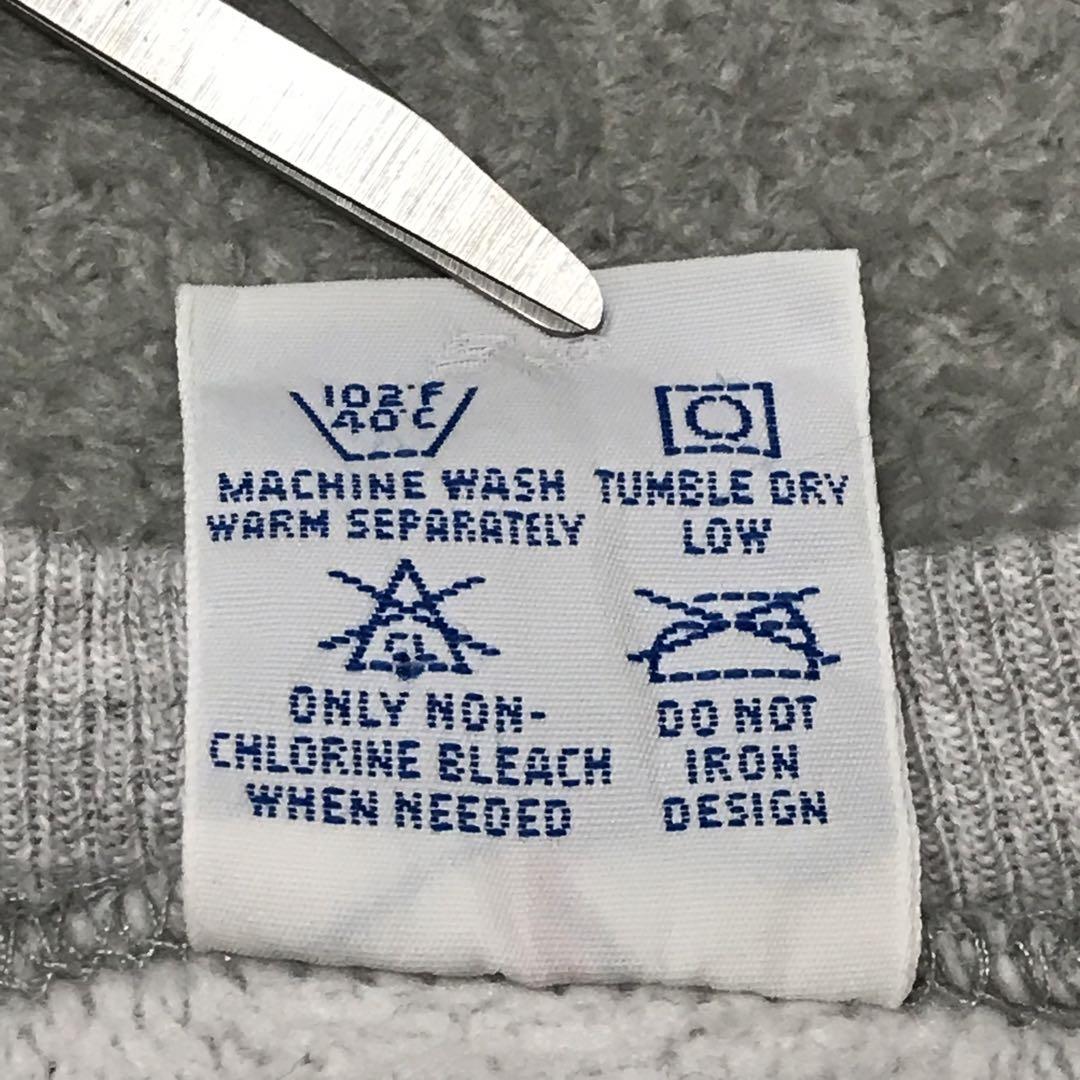 102°F
40°C
MACHINE WASH
WARM SEPARATELY
TUMBLE DRY
LOW
CL
ONLY NON-
CHLORINE BLEACH
WHEN NEEDED
DO NOT
IRON
DESIGN